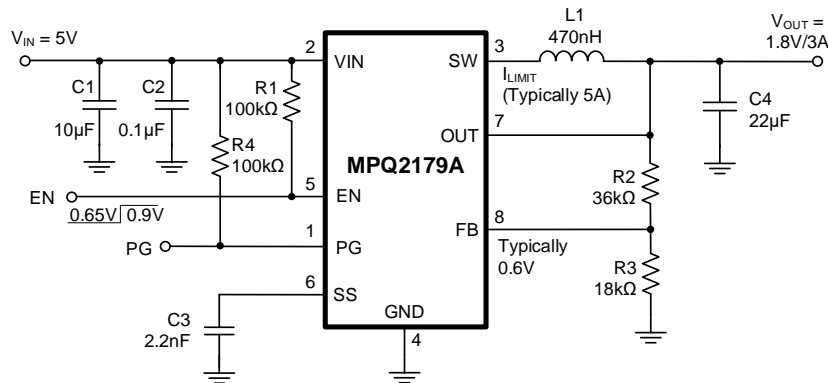 L1
470nH
V_OUT =
1.8V/3A
V_IN = 5V
2
VIN
SW
3
I_LIMIT
(Typically 5A)
C1
10µF
C2
0.1µF
R1
100kΩ
R4
100kΩ
C4
22µF
OUT
7
MPQ2179A
R2
36kΩ
EN
0.65V 0.9V
5
EN
FB
8
Typically
0.6V
PG
1
PG
R3
18kΩ
6
SS
C3
2.2nF
GND
4